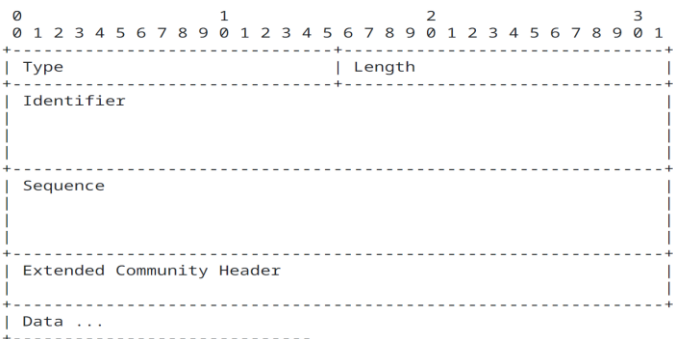 0 1 2 3
0 1 2 3 4 5 6 7 8 9 0 1 2 3 4 5 6 7 8 9 0 1 2 3 4 5 6 7 8 9 0 1
Type Length
Identifier
Sequence
Extended Community Header
Data ...